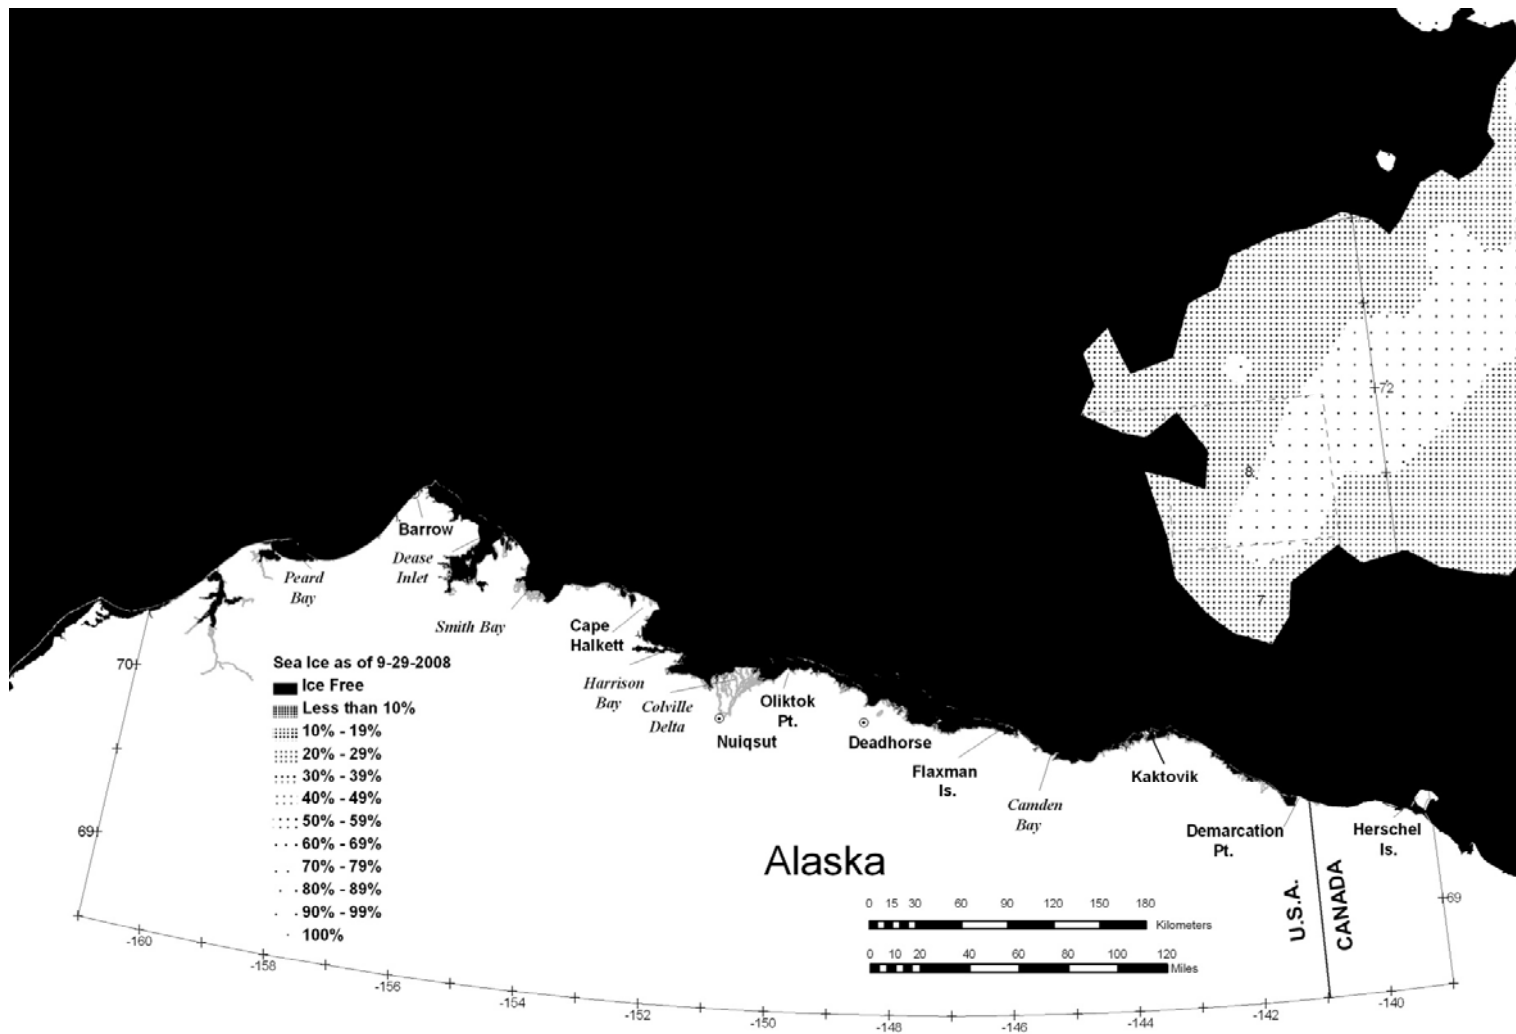 72
8
7
Barrow
Dease
Inlet
Peard
Bay
Smith Bay
Cape
Halkett
Harrison
Bay
Colville
Delta
Oliktok
Pt.
Nuiqsut
Deadhorse
Flaxman
Is.
Camden
Bay
Kaktovik
Demarcation
Pt.
Herschel
Is.
70
69
Sea Ice as of 9-29-2008
Ice Free
Less than 10%
10% - 19%
20% - 29%
30% - 39%
40% - 49%
50% - 59%
60% - 69%
70% - 79%
80% - 89%
90% - 99%
100%
Alaska
U.S.A.
CANADA
69
0 15 30 60 90 120 150 180
Kilometers
0 10 20 40 60 80 100 120
Miles
-160
-158
-156
-154
-152
-150
-148
-146
-144
-142
-140